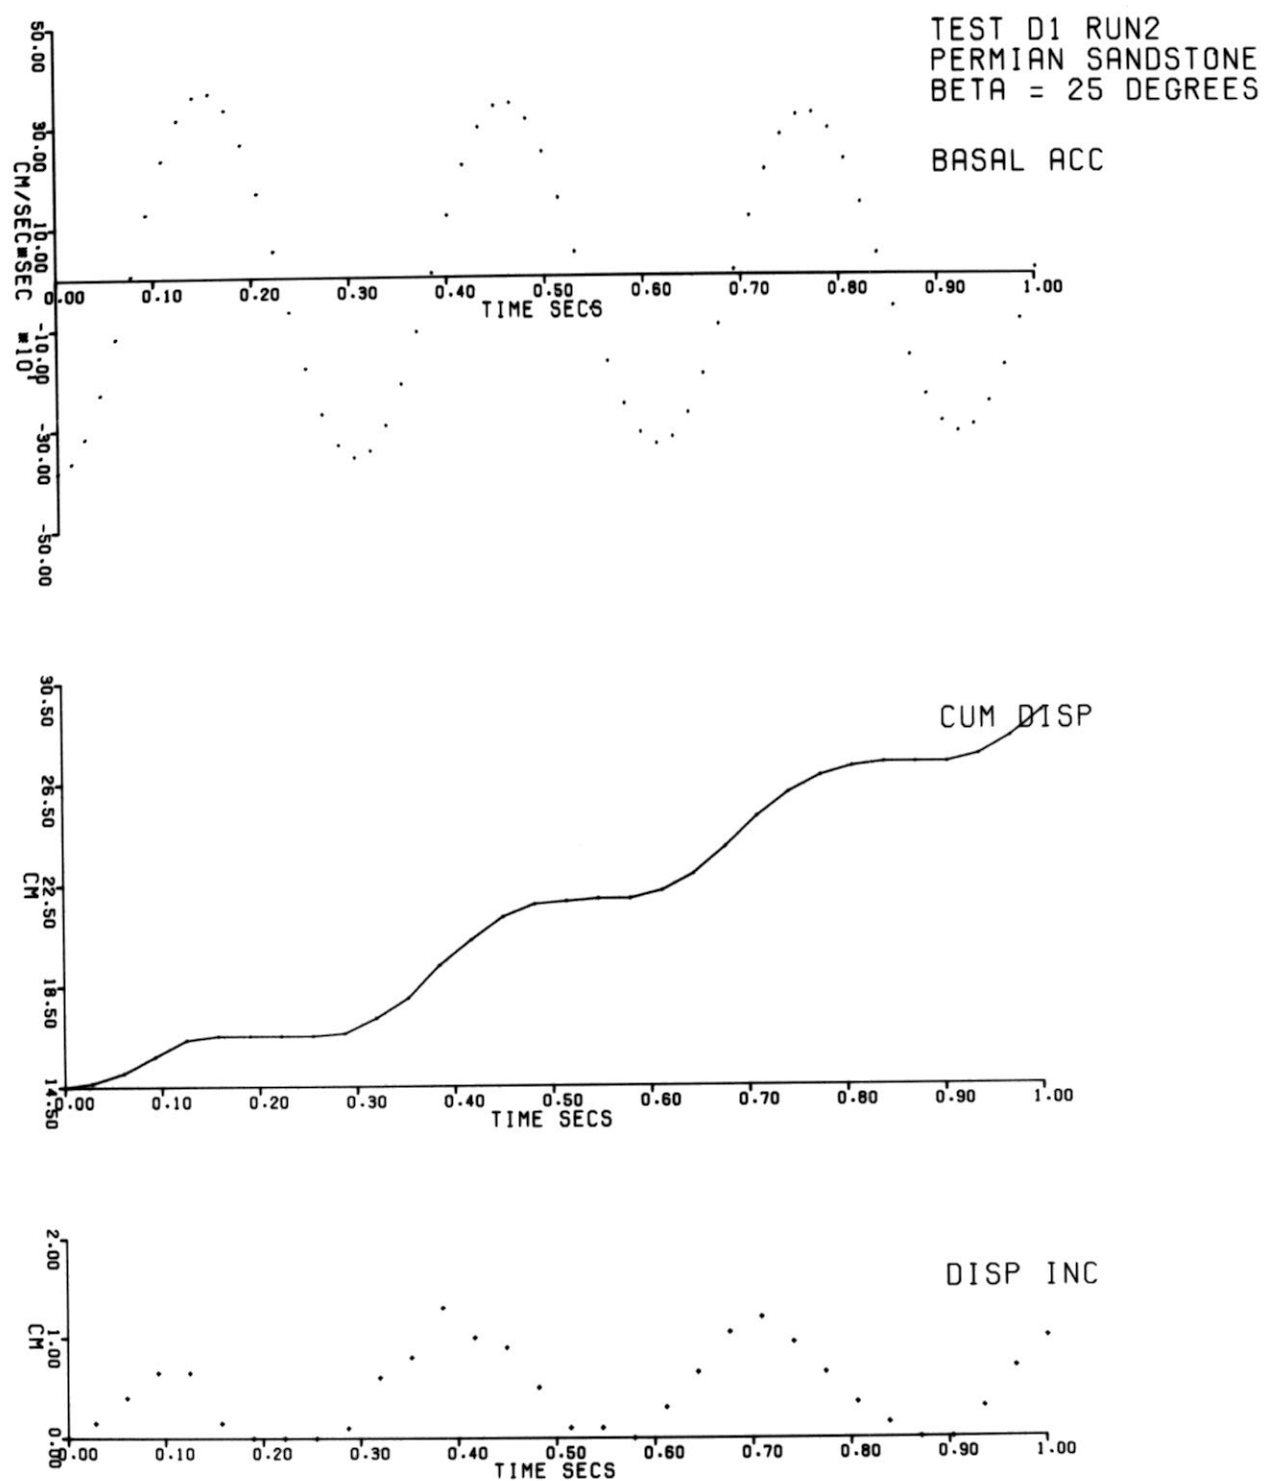 TEST D1 RUN2
PERMIAN SANDSTONE
BETA = 25 DEGREES
BASAL ACC
50.00
30.00
10.00
-10.00
-30.00
-50.00
CM/SEC*SEC *10¹
0.00 0.10 0.20 0.30 0.40 0.50 0.60 0.70 0.80 0.90 1.00
TIME SECS
CUM DISP
30.50
26.50
22.50
18.50
14.50
CM
0.00 0.10 0.20 0.30 0.40 0.50 0.60 0.70 0.80 0.90 1.00
TIME SECS
DISP INC
2.00
1.00
0.00
CM
0.00 0.10 0.20 0.30 0.40 0.50 0.60 0.70 0.80 0.90 1.00
TIME SECS